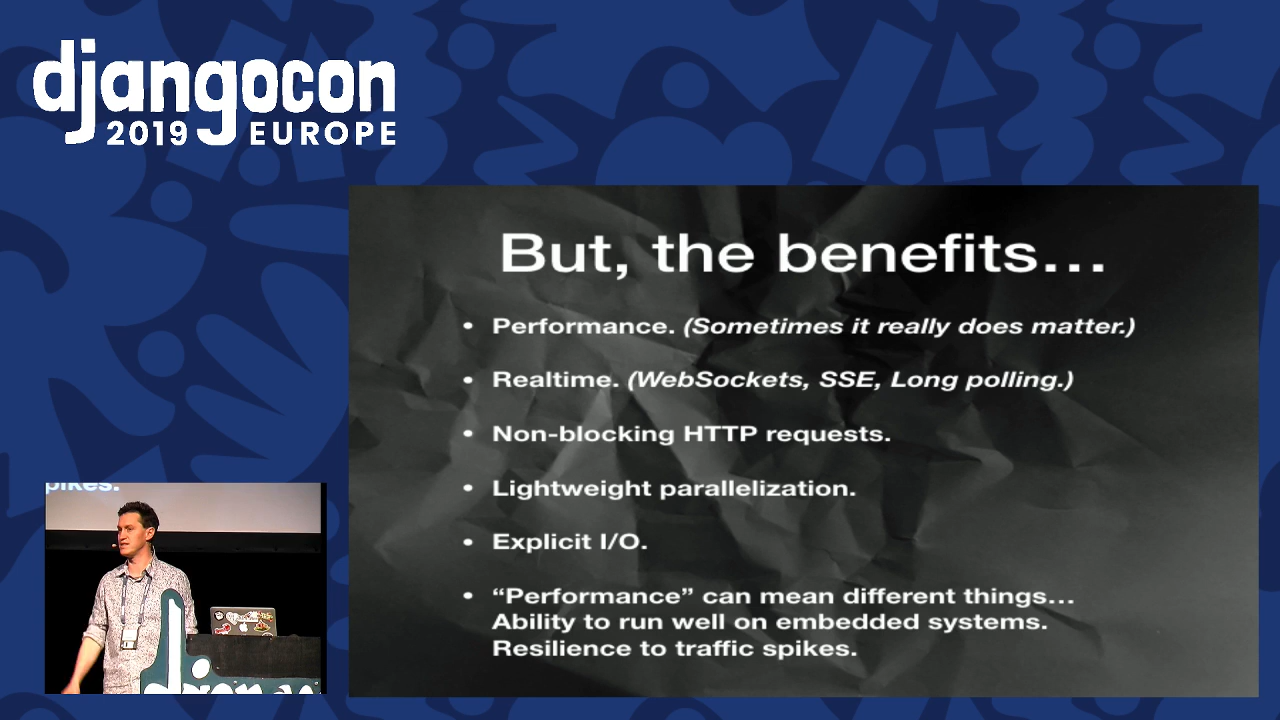 djangocon
2019 EUROPE
But, the benefits…
• Performance. (Sometimes it really does matter.)
• Realtime. (WebSockets, SSE, Long polling.)
• Non-blocking HTTP requests.
• Lightweight parallelization.
• Explicit I/O.
• “Performance” can mean different things…
Ability to run well on embedded systems.
Resilience to traffic spikes.
spikes.